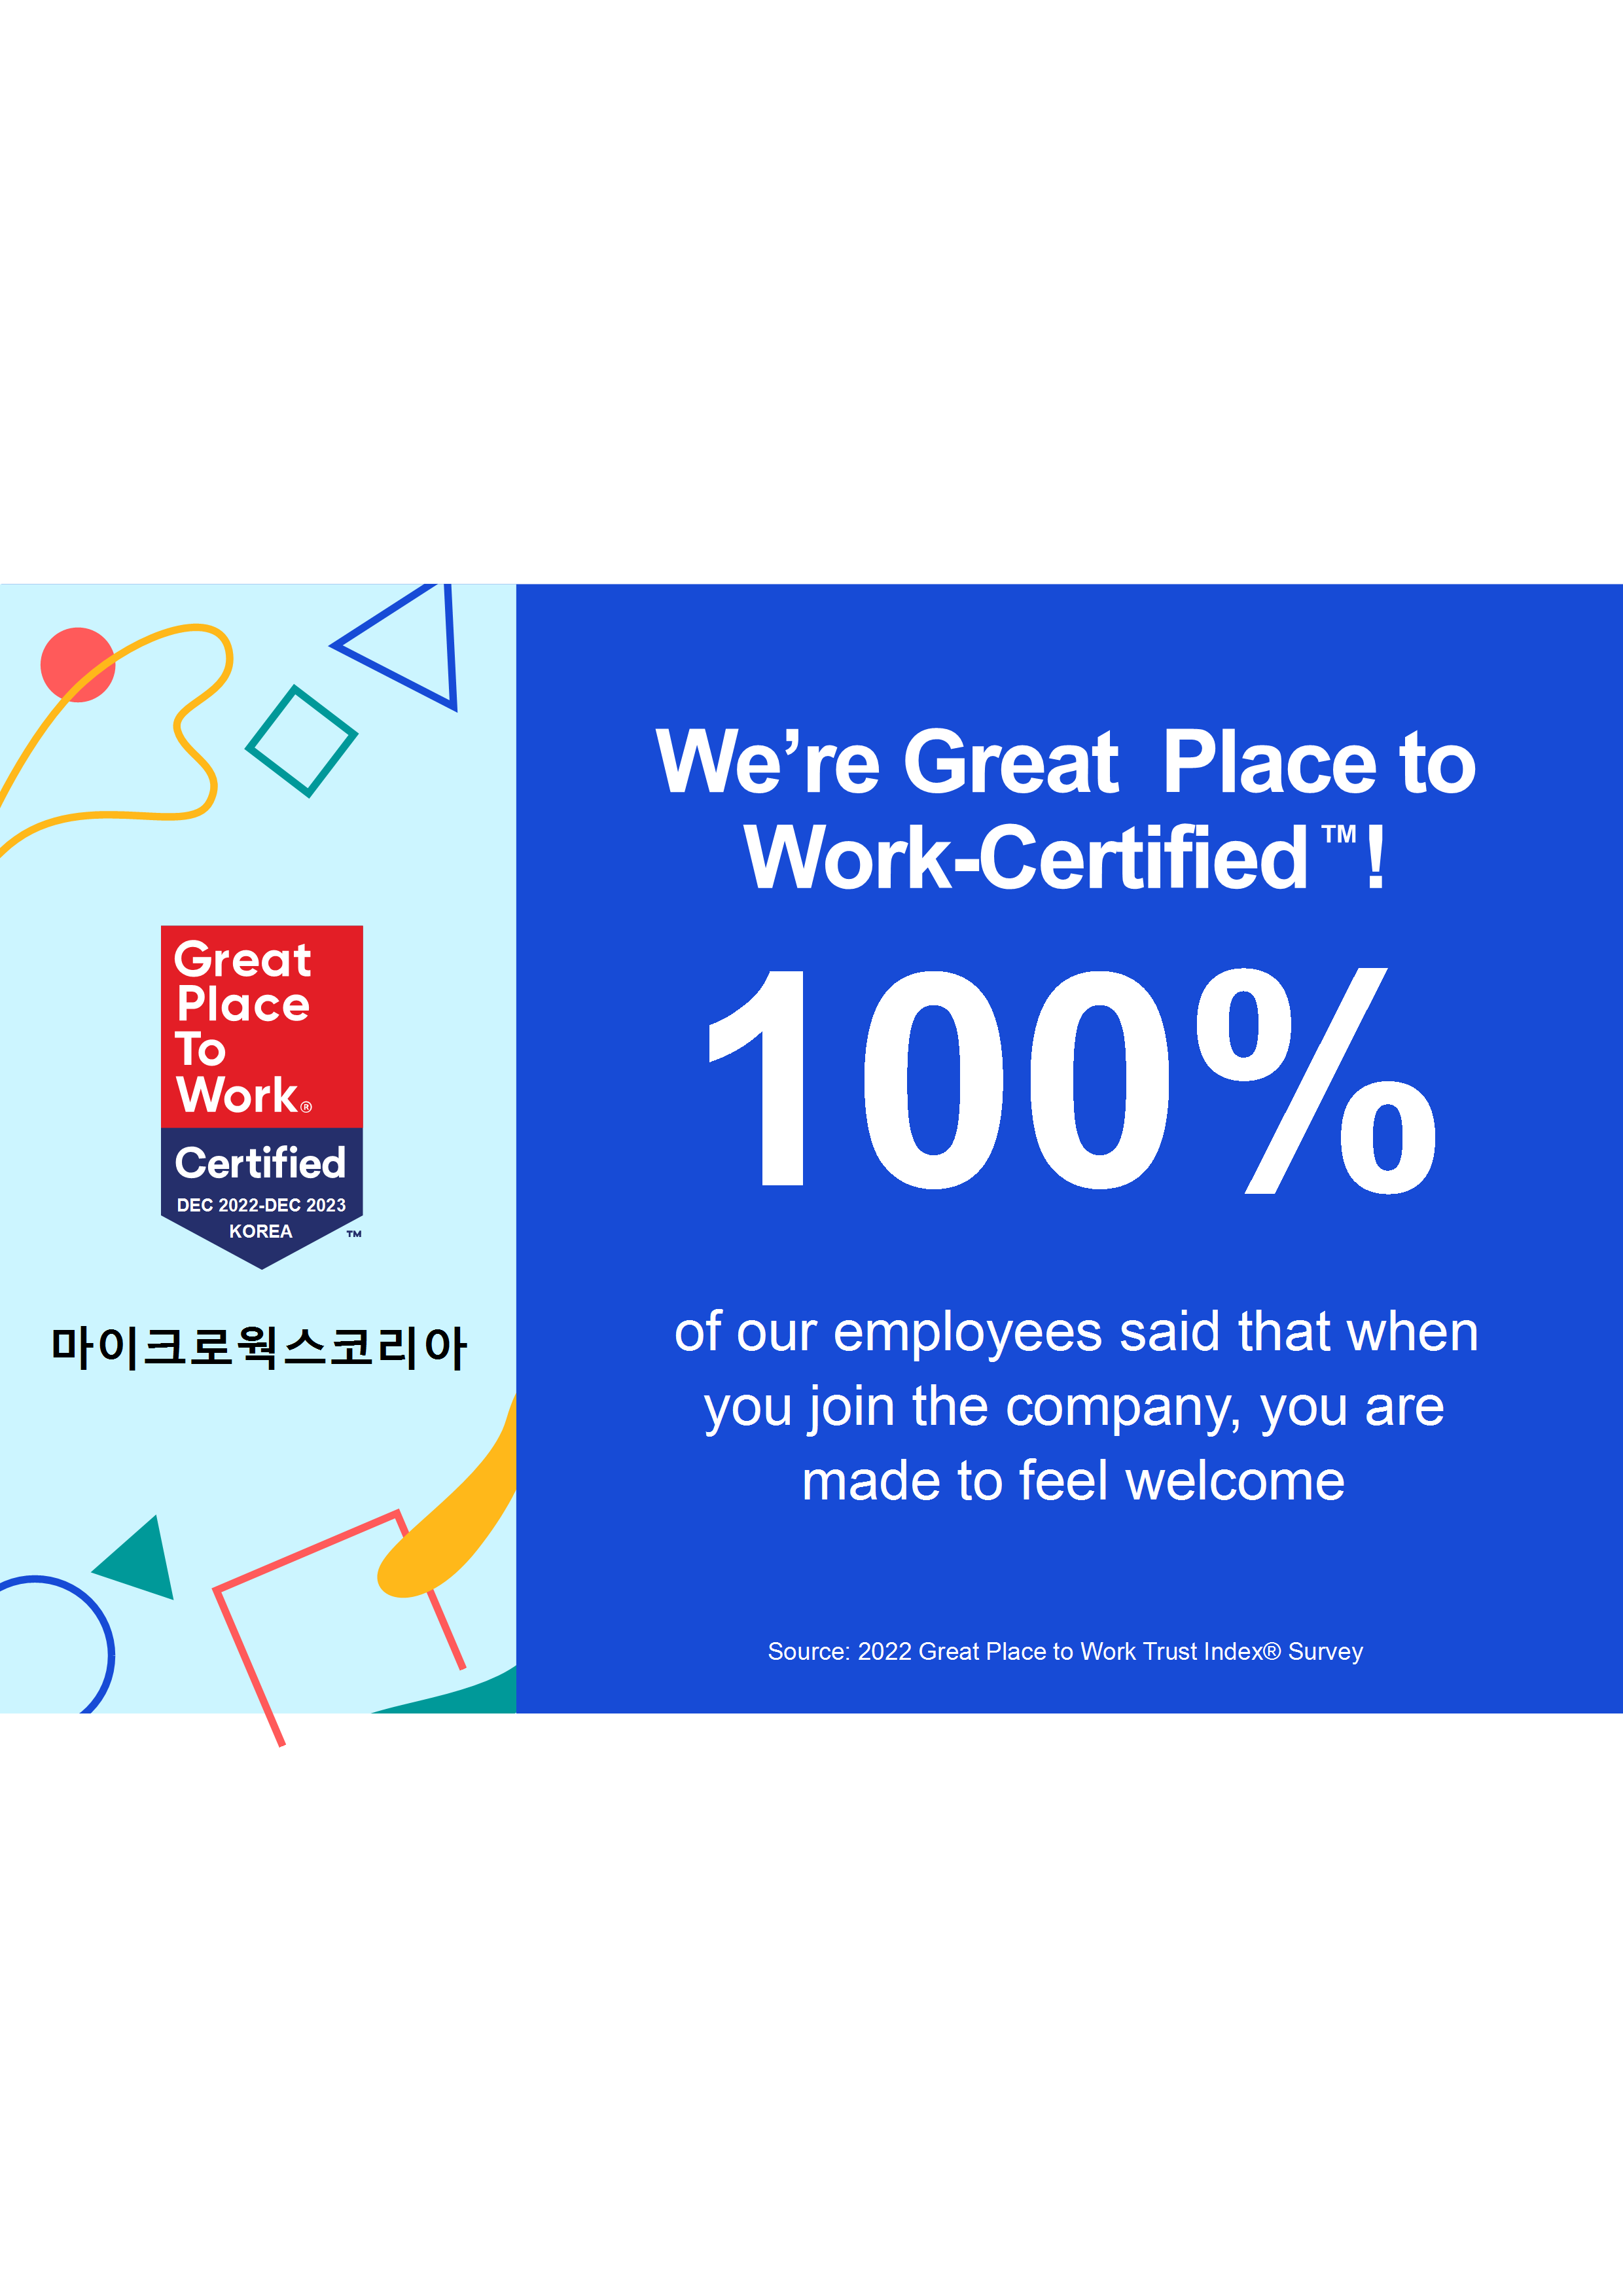 Great
Place
To
Work®
Certified
DEC 2022-DEC 2023
KOREA
™
마이크로웍스코리아
We’re Great  Place to
Work-Certified™!
100%
of our employees said that when
you join the company, you are
made to feel welcome
Source: 2022 Great Place to Work Trust Index® Survey